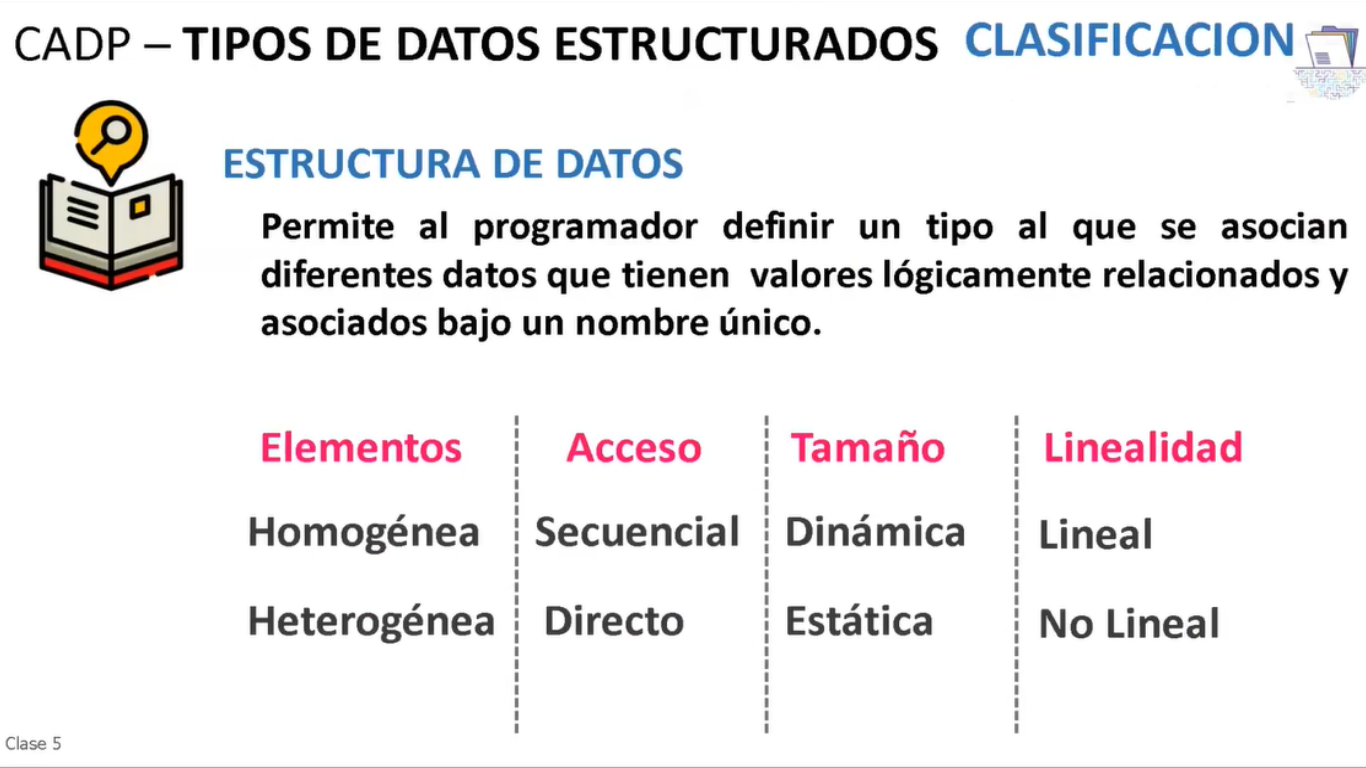 CADP – TIPOS DE DATOS ESTRUCTURADOS CLASIFICACION
ESTRUCTURA DE DATOS
Permite al programador definir un tipo al que se asocian
diferentes datos que tienen valores lógicamente relacionados y
asociados bajo un nombre único.
Elementos Acceso Tamaño Linealidad
Homogénea Secuencial Dinámica Lineal
Heterogénea Directo Estática No Lineal
Clase 5